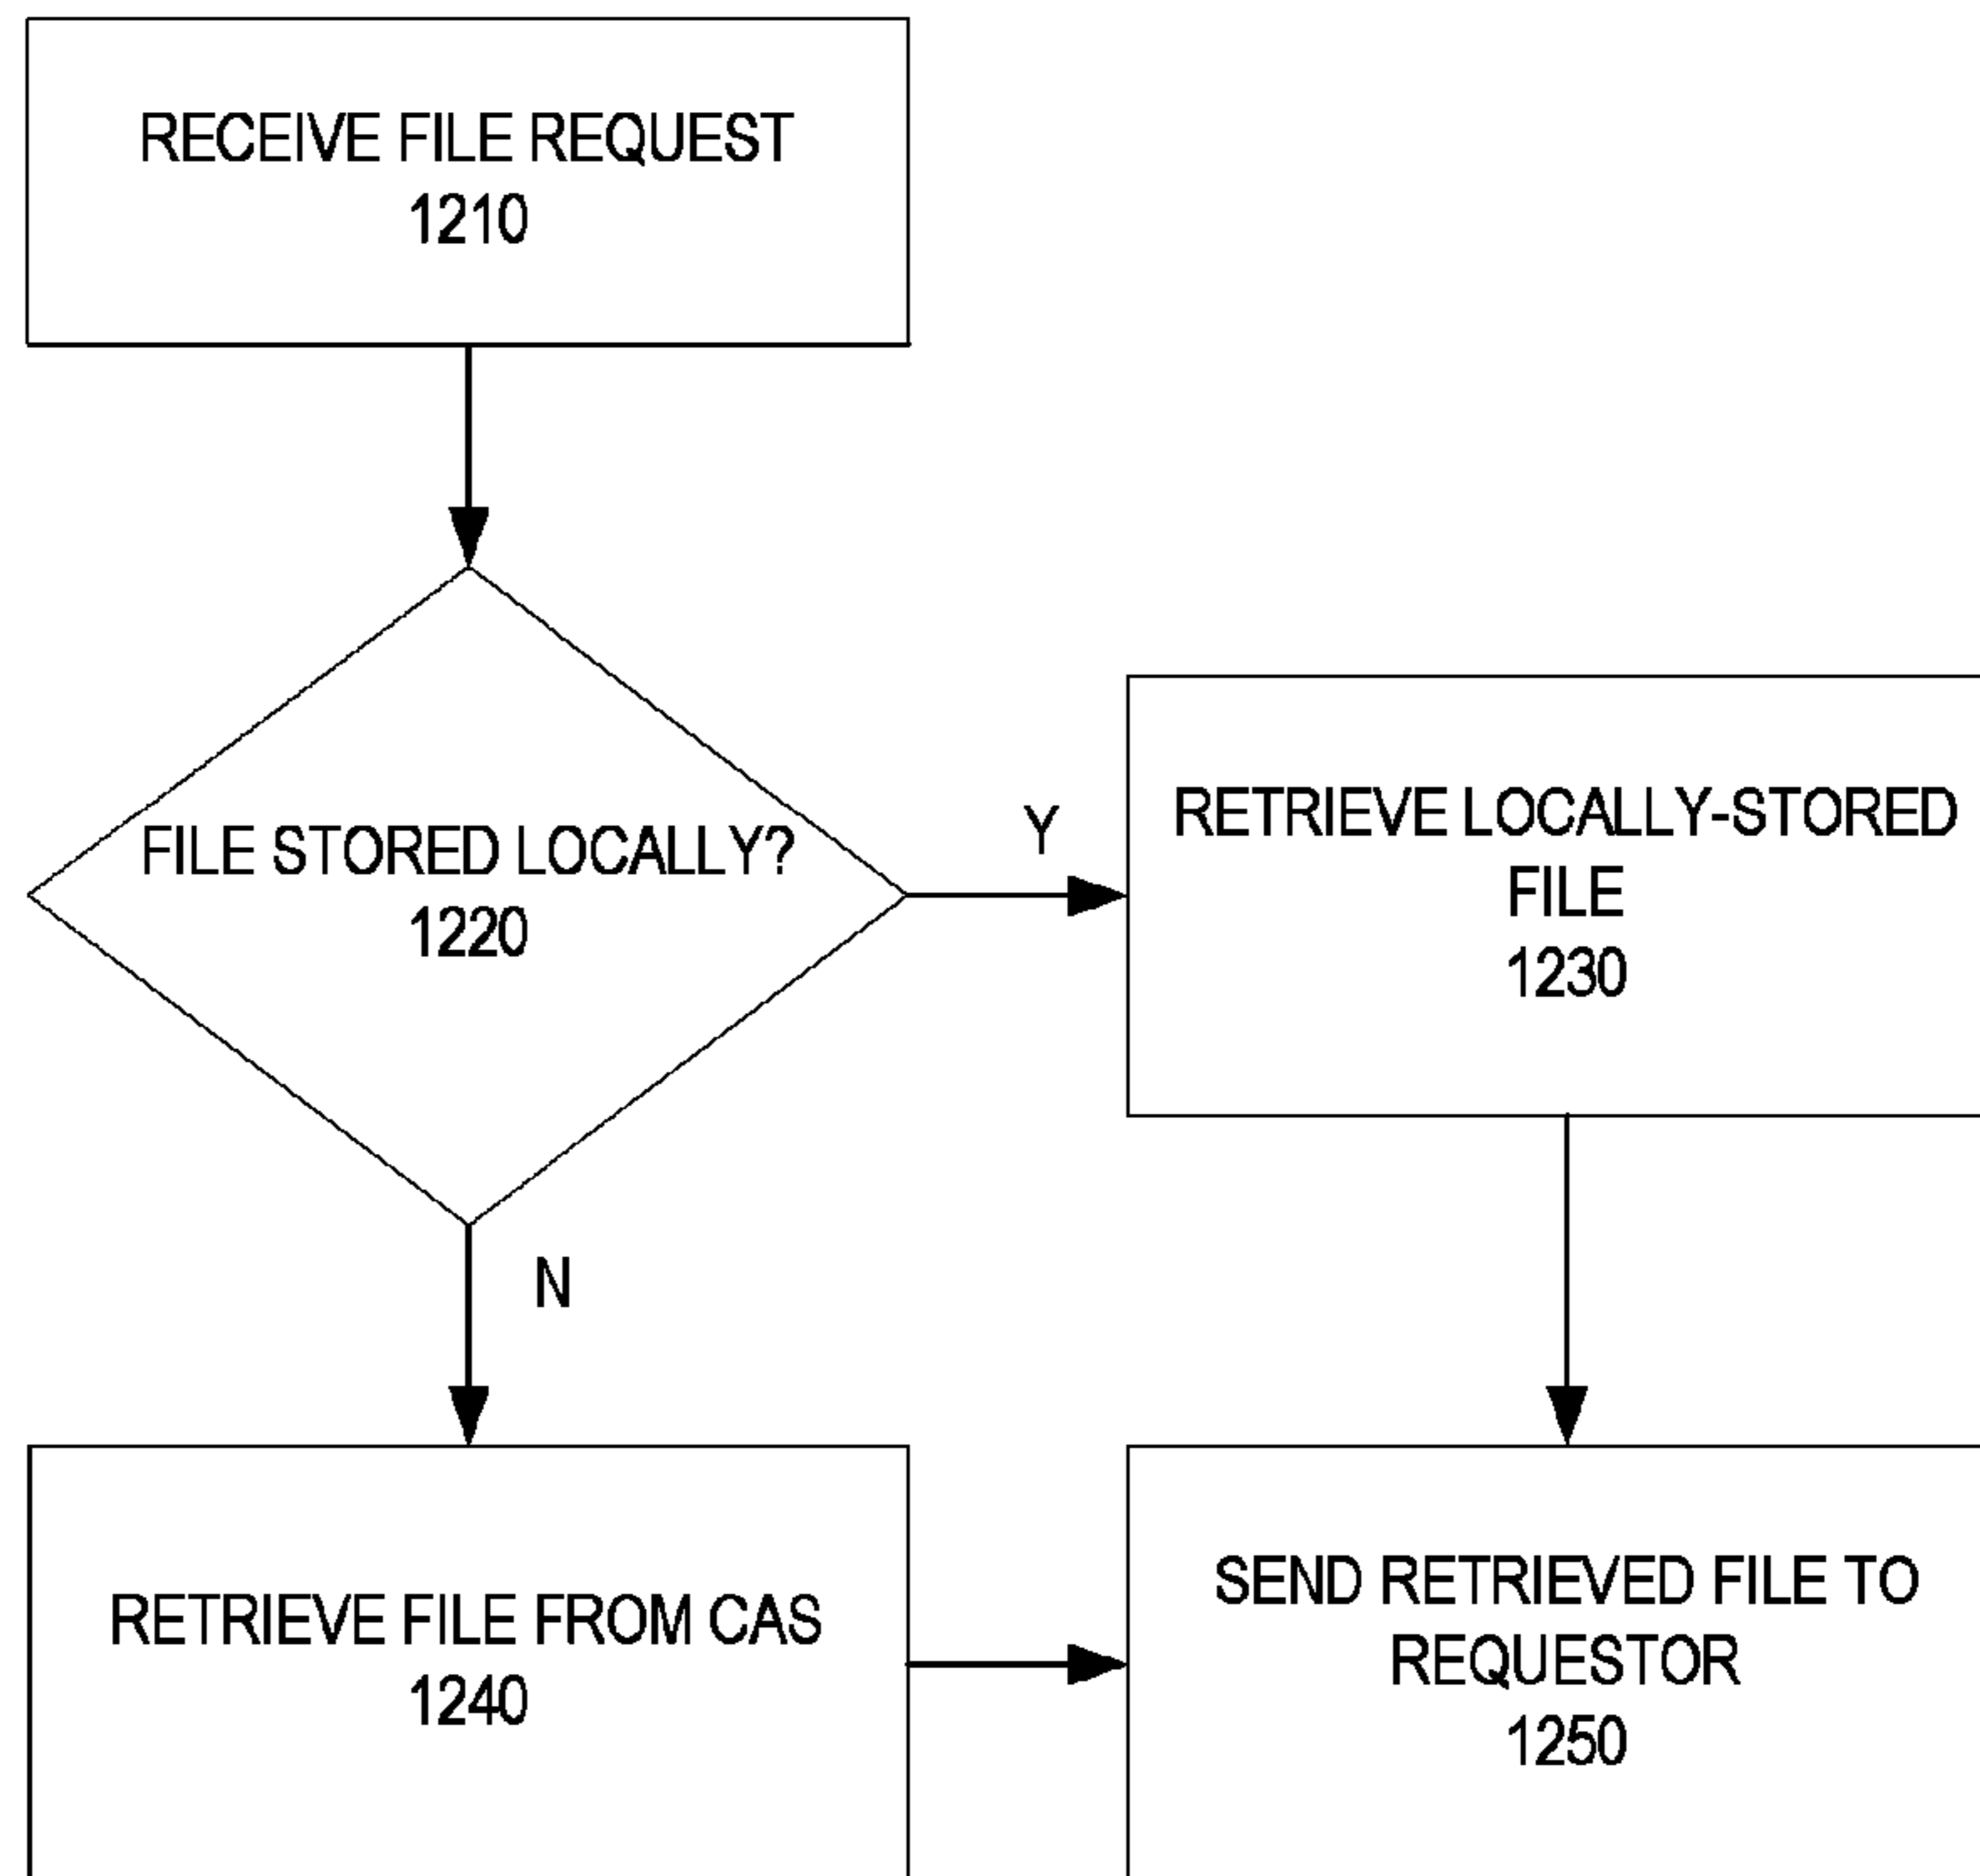 RECEIVE FILE REQUEST
1210
FILE STORED LOCALLY?
1220
Y
RETRIEVE LOCALLY-STORED
FILE
1230
N
RETRIEVE FILE FROM CAS
1240
SEND RETRIEVED FILE TO
REQUESTOR
1250